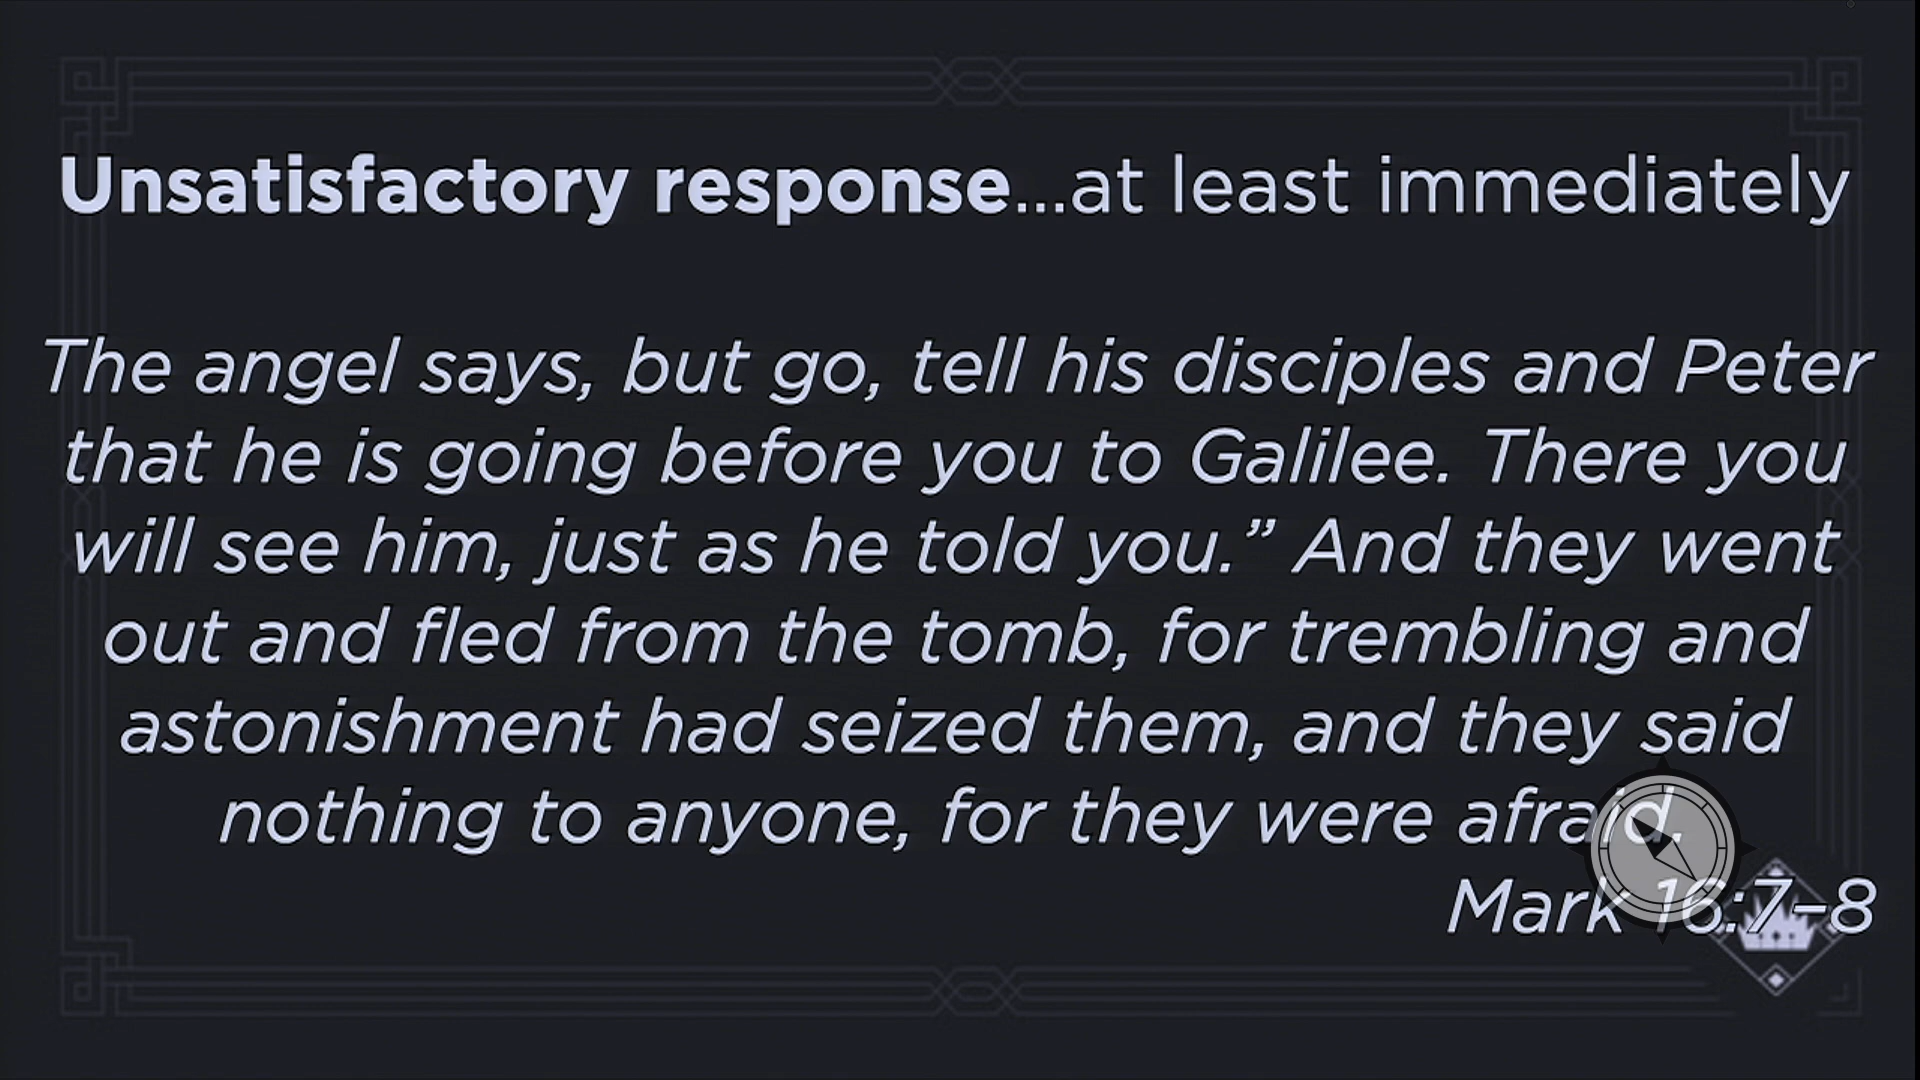 Unsatisfactory response...at least immediately
The angel says, but go, tell his disciples and Peter
that he is going before you to Galilee. There you
will see him, just as he told you.” And they went
out and fled from the tomb, for trembling and
astonishment had seized them, and they said
nothing to anyone, for they were afraid.
Mark 16:7–8